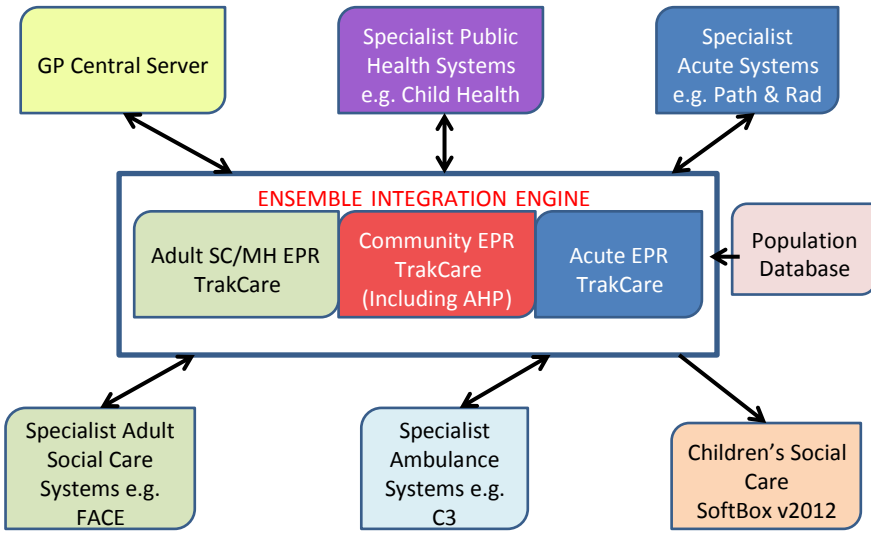 GP Central Server
Specialist Public
Health Systems
e.g. Child Health
Specialist
Acute Systems
e.g. Path & Rad
ENSEMBLE INTEGRATION ENGINE
Adult SC/MH EPR
TrakCare
Community EPR
TrakCare
(Including AHP)
Acute EPR
TrakCare
Population
Database
Specialist Adult
Social Care
Systems e.g.
FACE
Specialist
Ambulance
Systems e.g.
C3
Children’s Social
Care
SoftBox v2012